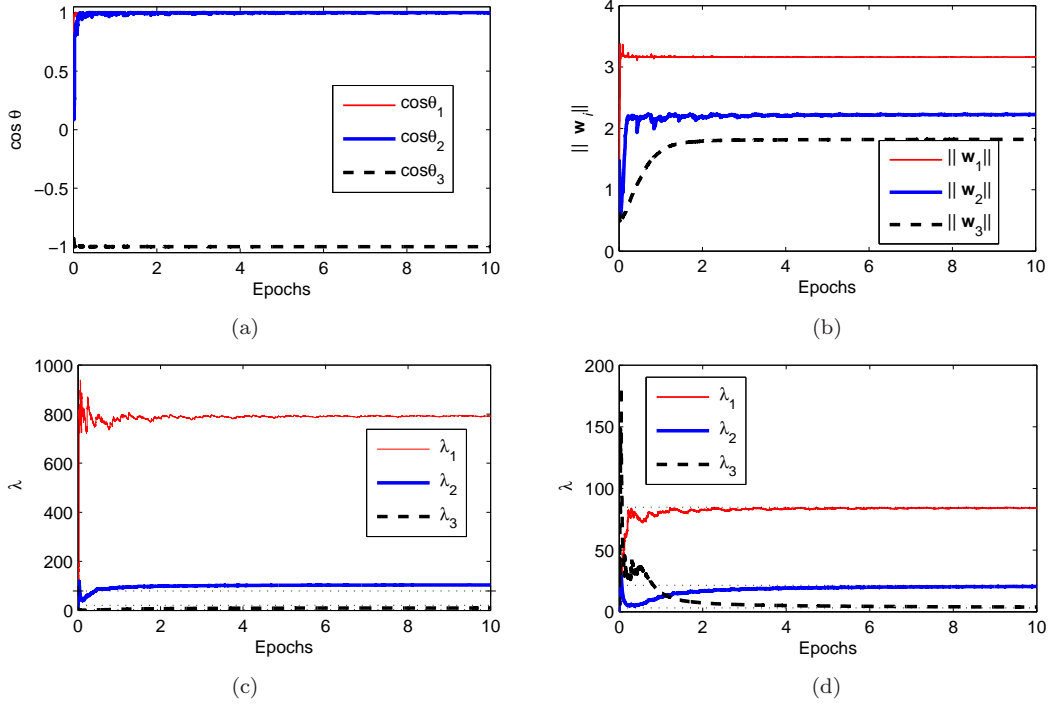 1
0.5
0
−0.5
−1
cos θ
cosθ1
cosθ2
cosθ3
0 2 4 6 8 10
Epochs
(a)
4
3
2
1
0
|| wi||
|| w1||
|| w2||
|| w3||
0 2 4 6 8 10
Epochs
(b)
1000
800
600
400
200
0
λ
λ1
λ2
λ3
0 2 4 6 8 10
Epochs
(c)
200
150
100
50
0
λ
λ1
λ2
λ3
0 2 4 6 8 10
Epochs
(d)